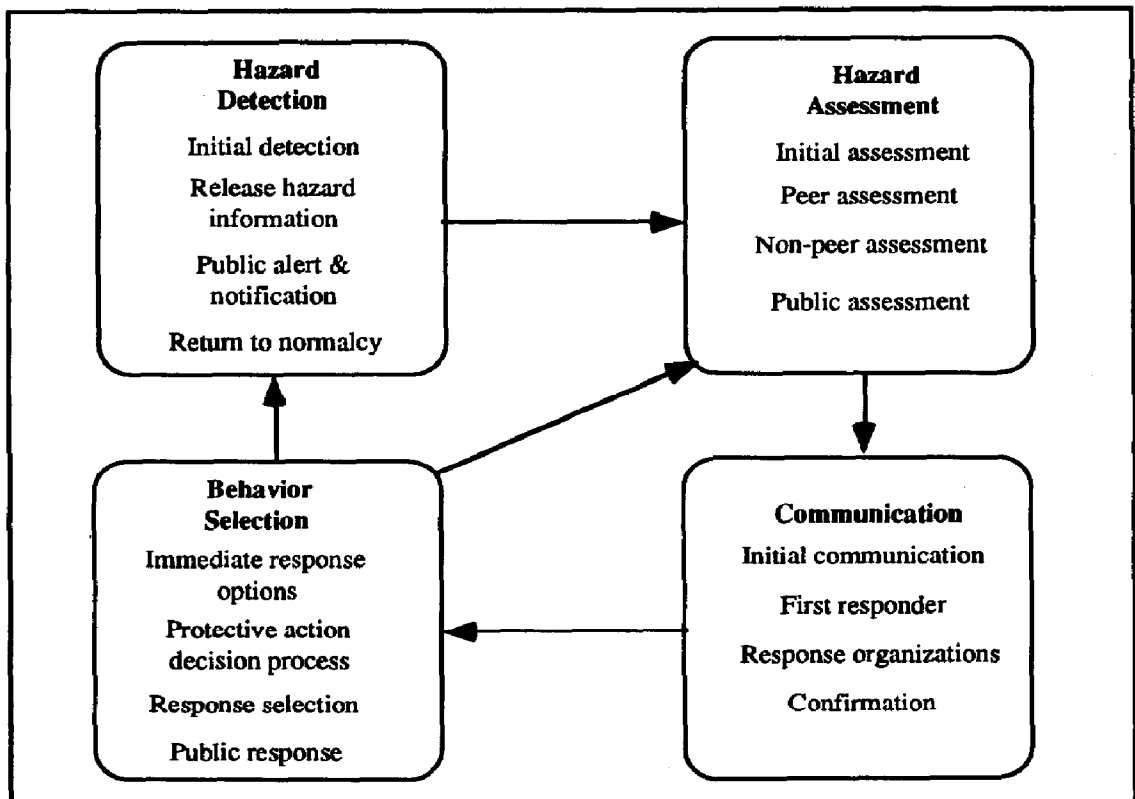 Hazard
Detection
Initial detection
Release hazard
information
Public alert &
notification
Return to normalcy
Hazard
Assessment
Initial assessment
Peer assessment
Non-peer assessment
Public assessment
Behavior
Selection
Immediate response
options
Protective action
decision process
Response selection
Public response
Communication
Initial communication
First responder
Response organizations
Confirmation